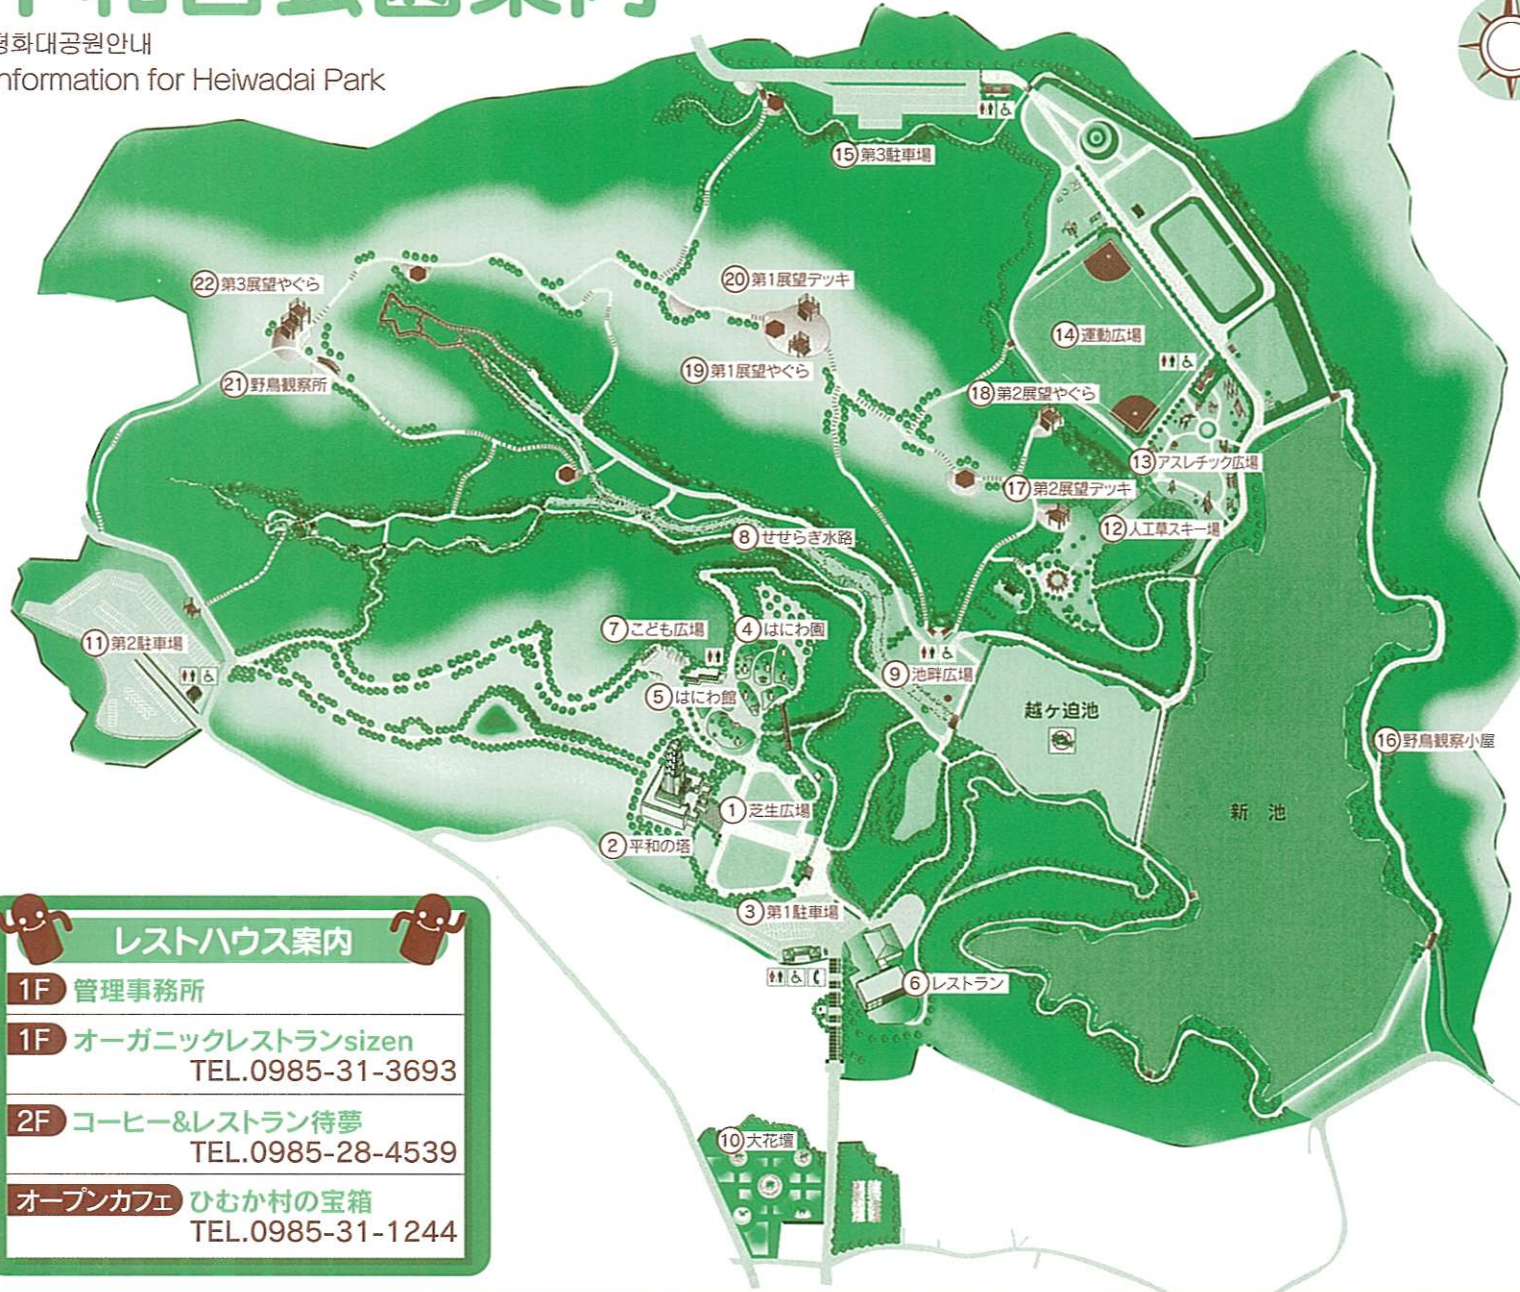 平和台公園案内
평화대공원안내
Information for Heiwadai Park
⑮第3駐車場
㉒第3展望やぐら
⑳第1展望デッキ
⑭運動広場
⑲第1展望やぐら
㉑野鳥観察所
⑱第2展望やぐら
⑬アスレチック広場
⑰第2展望デッキ
⑫人工草スキー場
⑧せせらぎ水路
⑦こども広場
④はにわ園
⑪第2駐車場
⑨池畔広場
⑤はにわ館
越ヶ迫池
⑯野鳥観察小屋
①芝生広場
新池
②平和の塔
③第1駐車場
⑥レストラン
⑩大花壇
レストハウス案内
1F 管理事務所
1F オーガニックレストランsizen
TEL.0985-31-3693
2F コーヒー&レストラン待夢
TEL.0985-28-4539
オープンカフェ ひむか村の宝箱
TEL.0985-31-1244